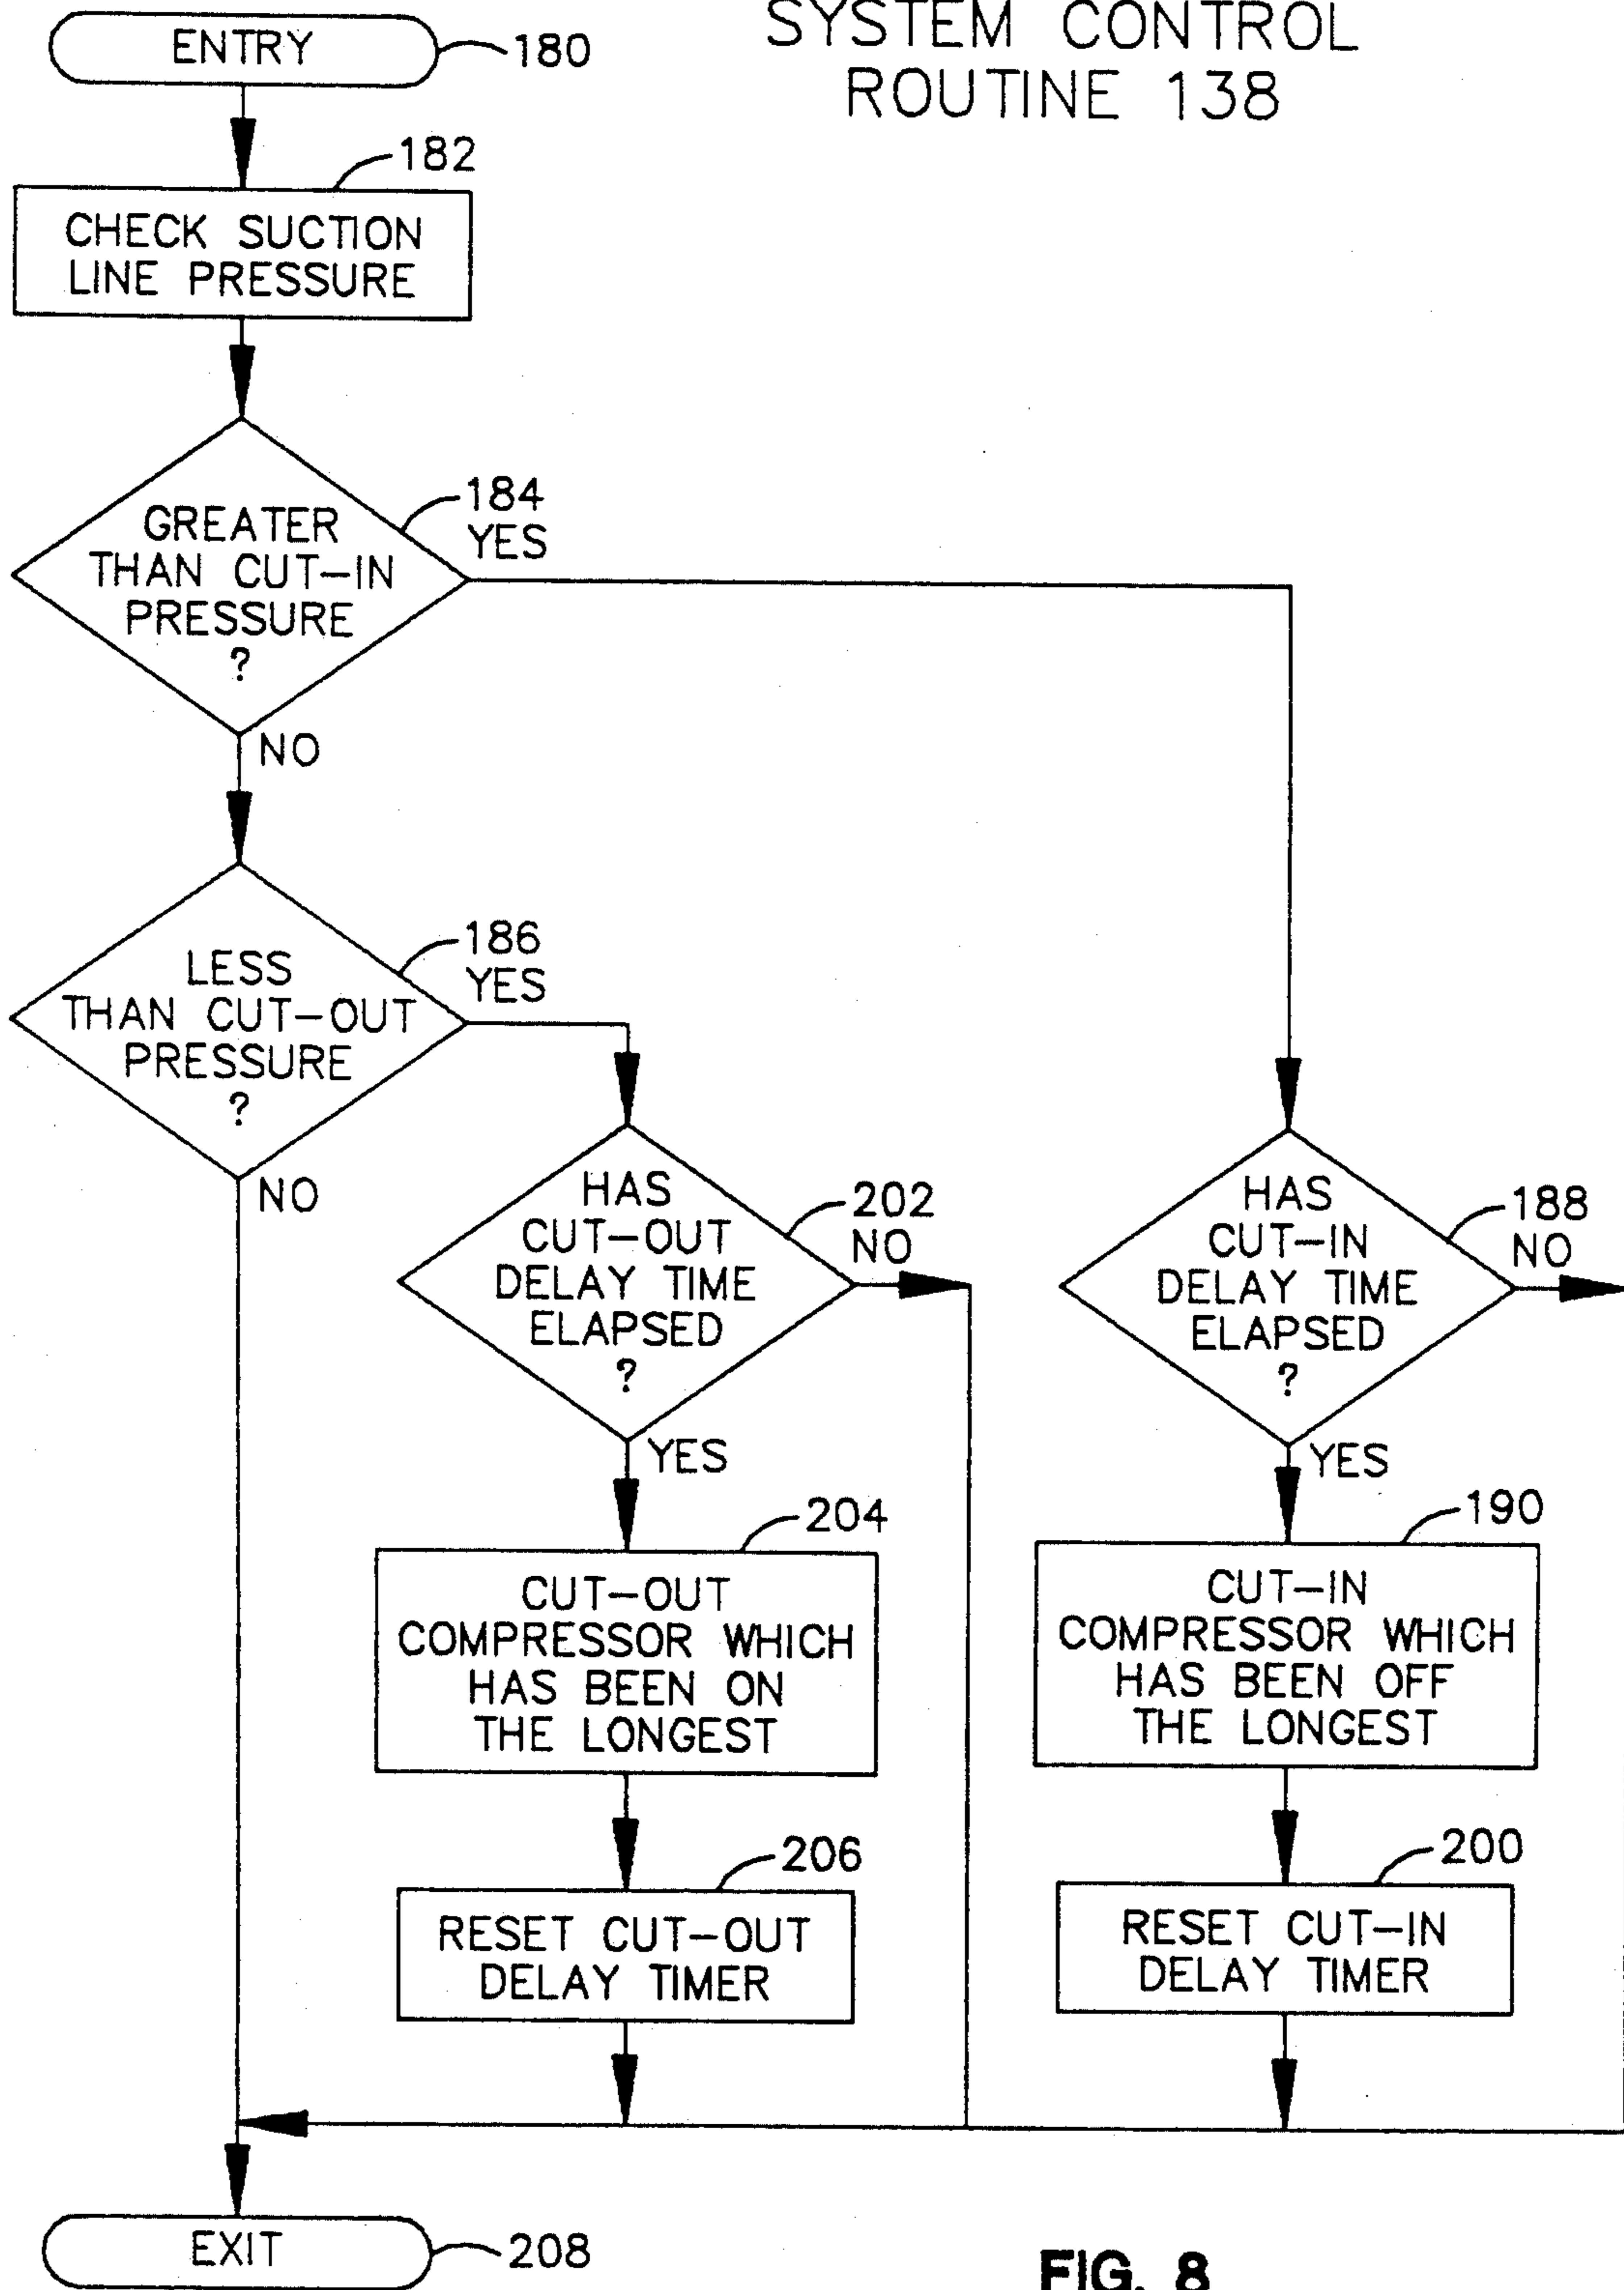 SYSTEM CONTROL
ROUTINE 138
ENTRY
180
182
CHECK SUCTION
LINE PRESSURE
184
YES
GREATER
THAN CUT-IN
PRESSURE
?
NO
186
YES
LESS
THAN CUT-OUT
PRESSURE
?
NO
202
NO
HAS
CUT-OUT
DELAY TIME
ELAPSED
?
YES
204
CUT-OUT
COMPRESSOR WHICH
HAS BEEN ON
THE LONGEST
206
RESET CUT-OUT
DELAY TIMER
188
NO
HAS
CUT-IN
DELAY TIME
ELAPSED
?
YES
190
CUT-IN
COMPRESSOR WHICH
HAS BEEN OFF
THE LONGEST
200
RESET CUT-IN
DELAY TIMER
EXIT
208
FIG. 8